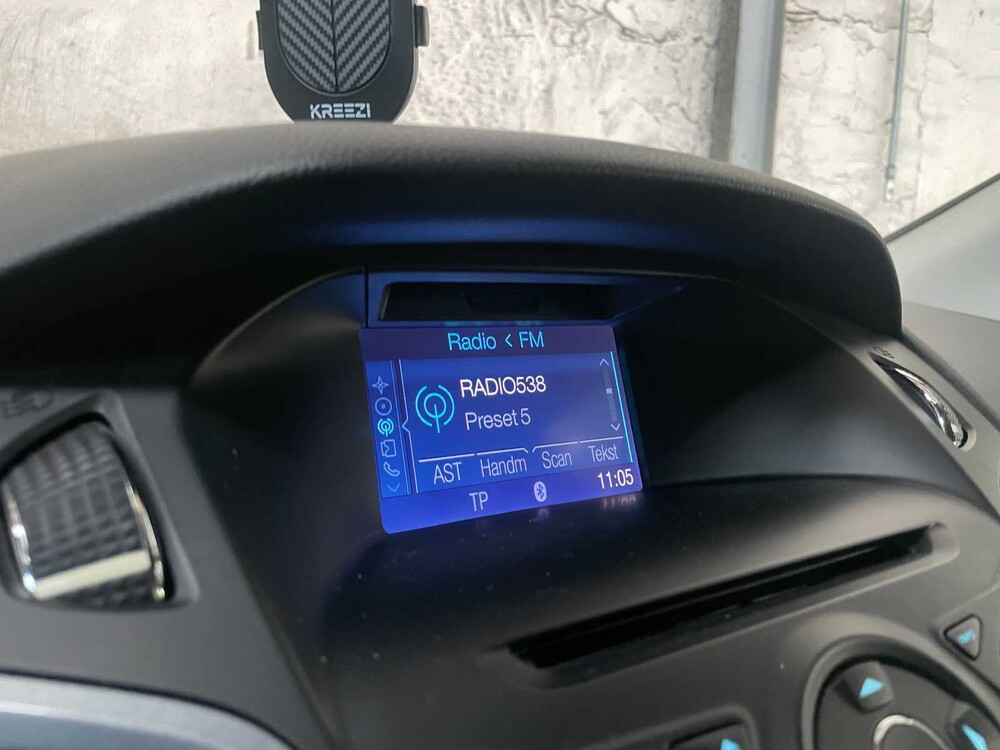 KREEZI
Radio < FM
RADIO538
Preset 5
AST Handm Scan Tekst
TP 11:05